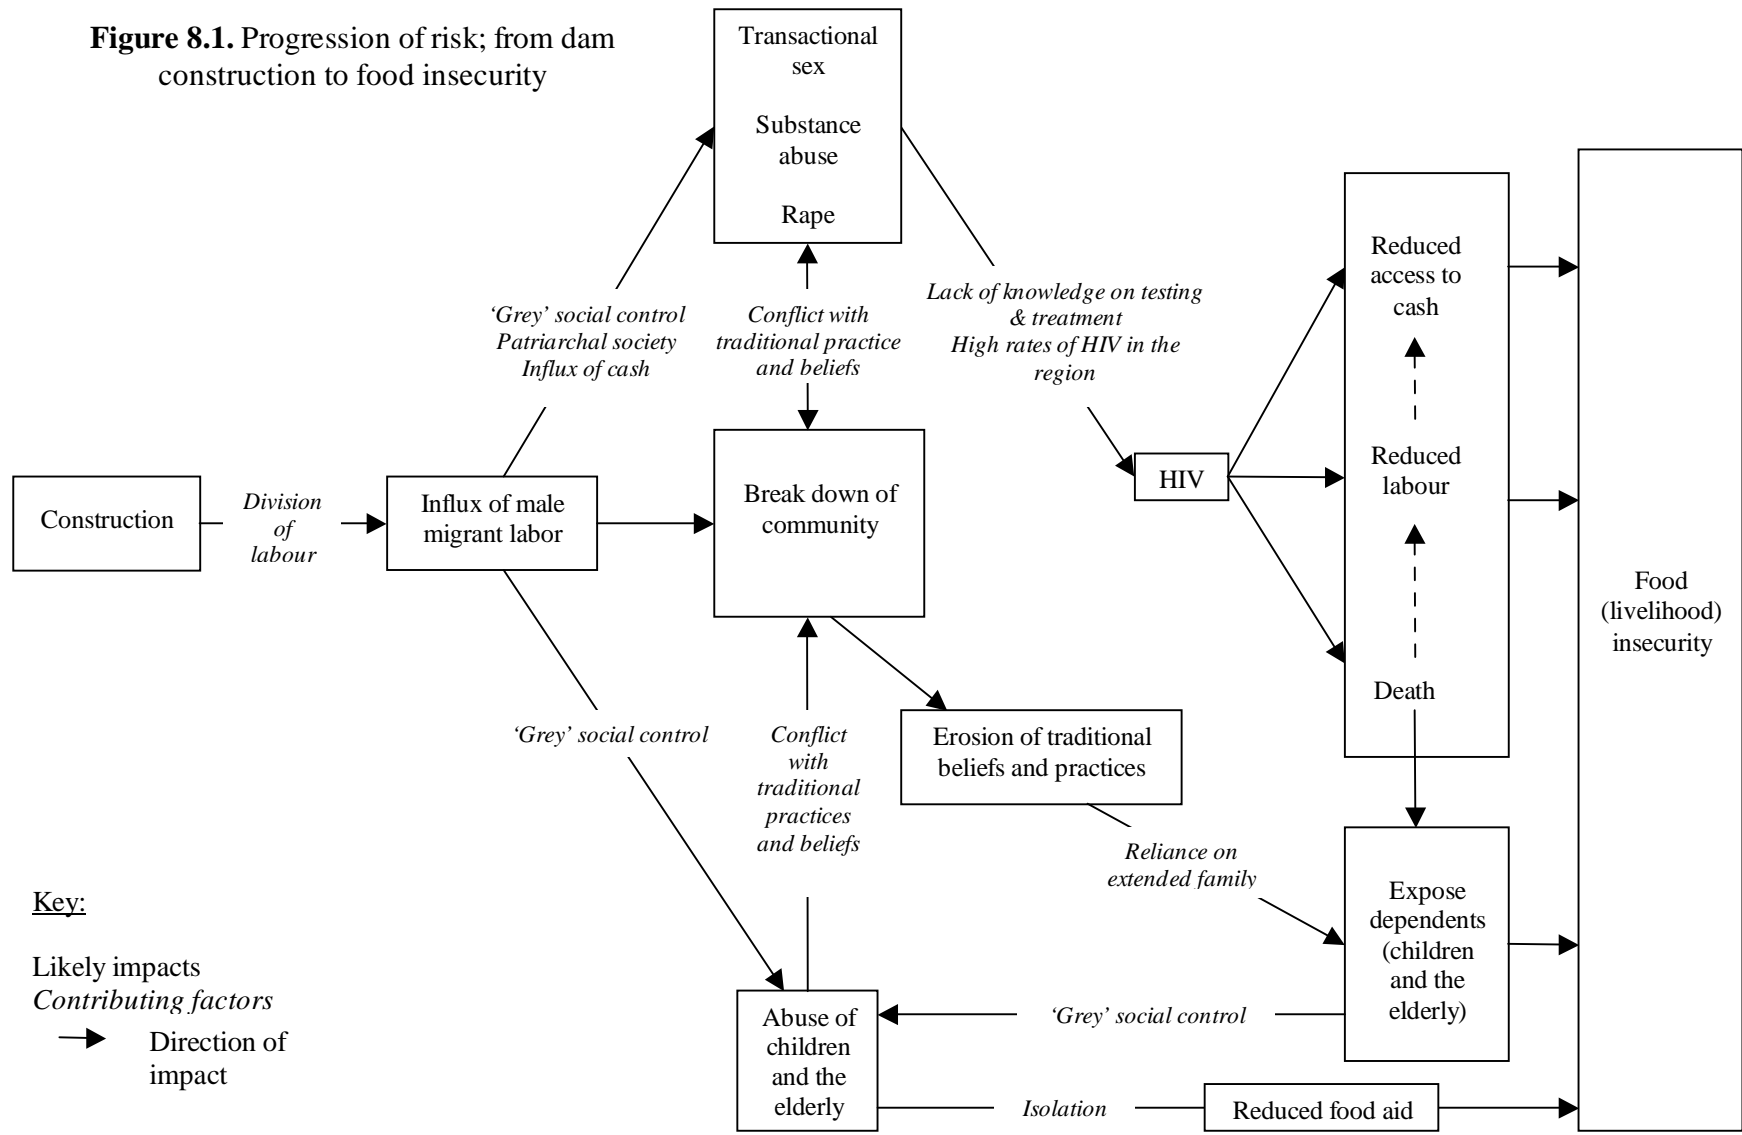 Figure 8.1. Progression of risk; from dam
construction to food insecurity
Transactional
sex
Substance
abuse
Rape
‘Grey’ social control
Patriarchal society
Influx of cash
Conflict with
traditional practice
and beliefs
Lack of knowledge on testing
& treatment
High rates of HIV in the
region
Construction
Division
of
labour
Influx of male
migrant labor
Break down of
community
HIV
Reduced
access to
cash
Reduced
labour
Death
Food
(livelihood)
insecurity
‘Grey’ social control
Conflict
with
traditional
practices
and beliefs
Erosion of traditional
beliefs and practices
Reliance on
extended family
Expose
dependents
(children
and the
elderly)
Abuse of
children
and the
elderly
‘Grey’ social control
Isolation
Reduced food aid
Key:
Likely impacts
Contributing factors
Direction of
impact